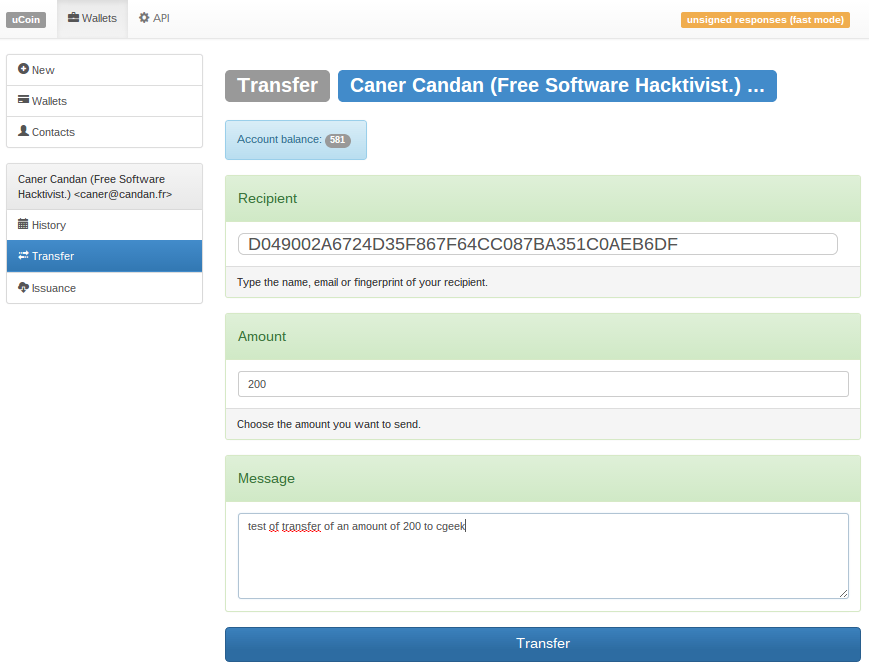 uCoin Wallets API unsigned responses (fast mode)
New
Wallets
Contacts
Caner Candan (Free Software
Hacktivist.) <caner@candan.fr>
History
Transfer
Issuance
Transfer Caner Candan (Free Software Hacktivist.) ...
Account balance: 581
Recipient
D049002A6724D35F867F64CC087BA351C0AEB6DF
Type the name, email or fingerprint of your recipient.
Amount
200
Choose the amount you want to send.
Message
test of transfer of an amount of 200 to cgeek
Transfer